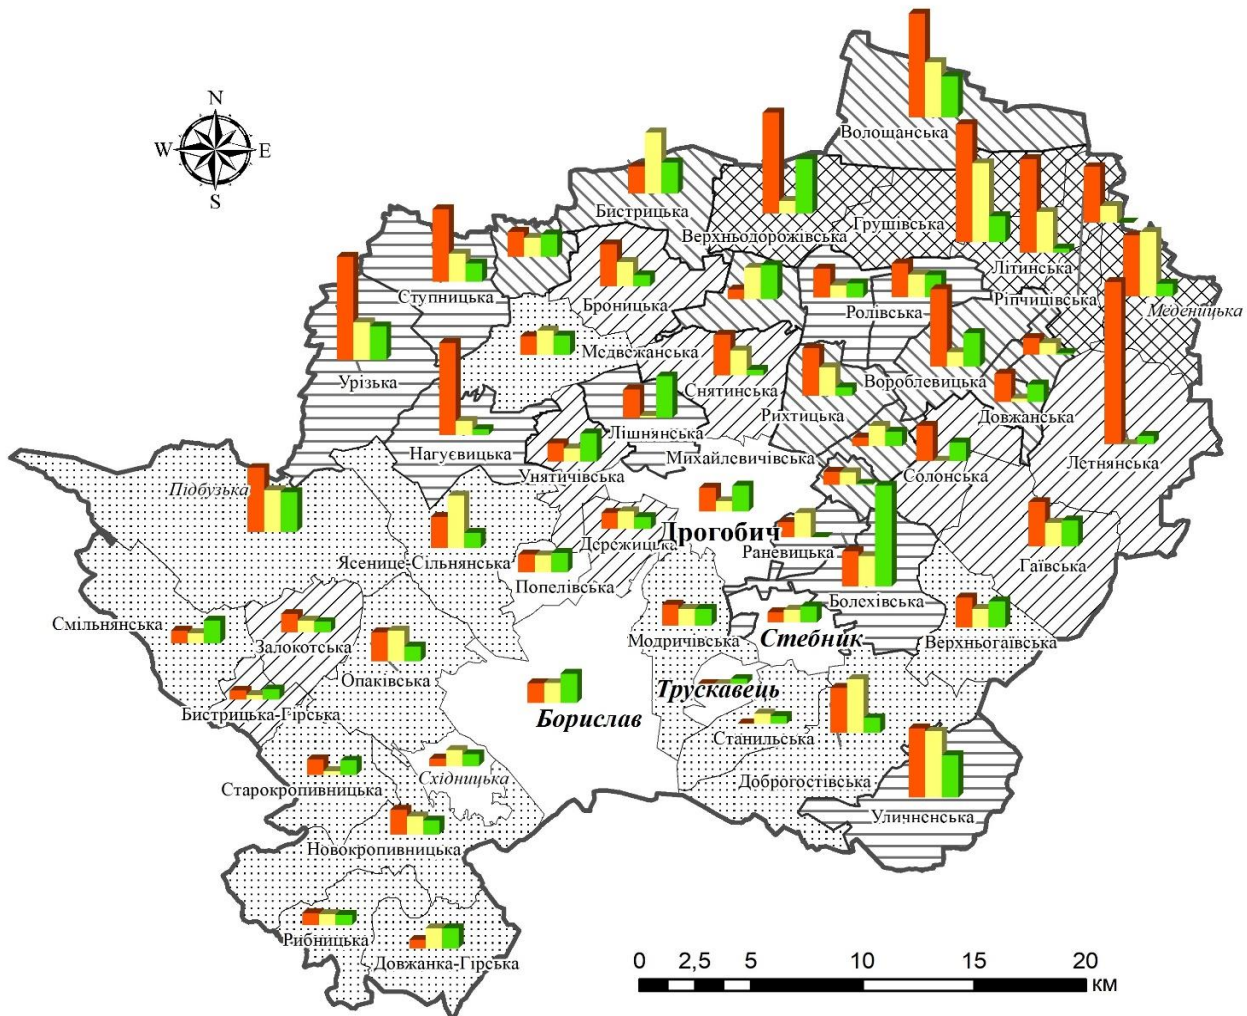 N
W
E
S
Волощанська
Бистрицька
Верхньодорожівська
Грушівська
Літинська
Ступницька
Броницька
Ролівська
Ріпчицівська
Меденицька
Медвежанська
Урізька
Снятинська
Вороблевицька
Рихтицька
Довжанська
Лішнянська
Нагуєвицька
Михайлевичівська
Летнянська
Унятичівська
Солонська
Підбузька
Дрогобич
Дережицька
Раневицька
Ясенице-Сільнянська
Гаївська
Попелівська
Болехівська
Смільнянська
Модричівська
Стебник
Верхньогаївська
Залокотська
Опаківська
Трускавець
Бистрицька-Гірська
Борислав
Станильська
Східницька
Доброгостівська
Старокропивницька
Уличненська
Новокропивницька
Рибницька
Довжанка-Гірська
0 2,5 5 10 15 20
км